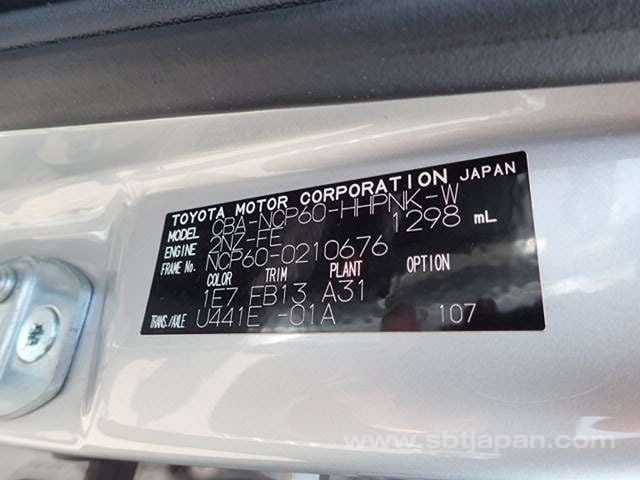 TOYOTA MOTOR CORPORATION JAPAN
MODEL CBA-NCP60-HHPNK-W
ENGINE 2NZ-FE 1298 mL
FRAME No. NCP60-0210676
COLOR TRIM PLANT OPTION
1E7 EB13 A31
TRANS./AXLE U441E -01A 107
www.sbtjapan.com